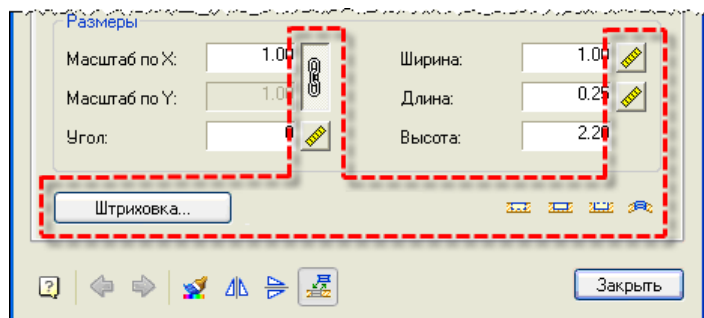 Размеры
Масштаб по X: 1.00 Ширина: 1.00
Масштаб по Y: 1.00 Длина: 0.25
Угол: 0 Высота: 2.20
Штриховка...
Закрыть